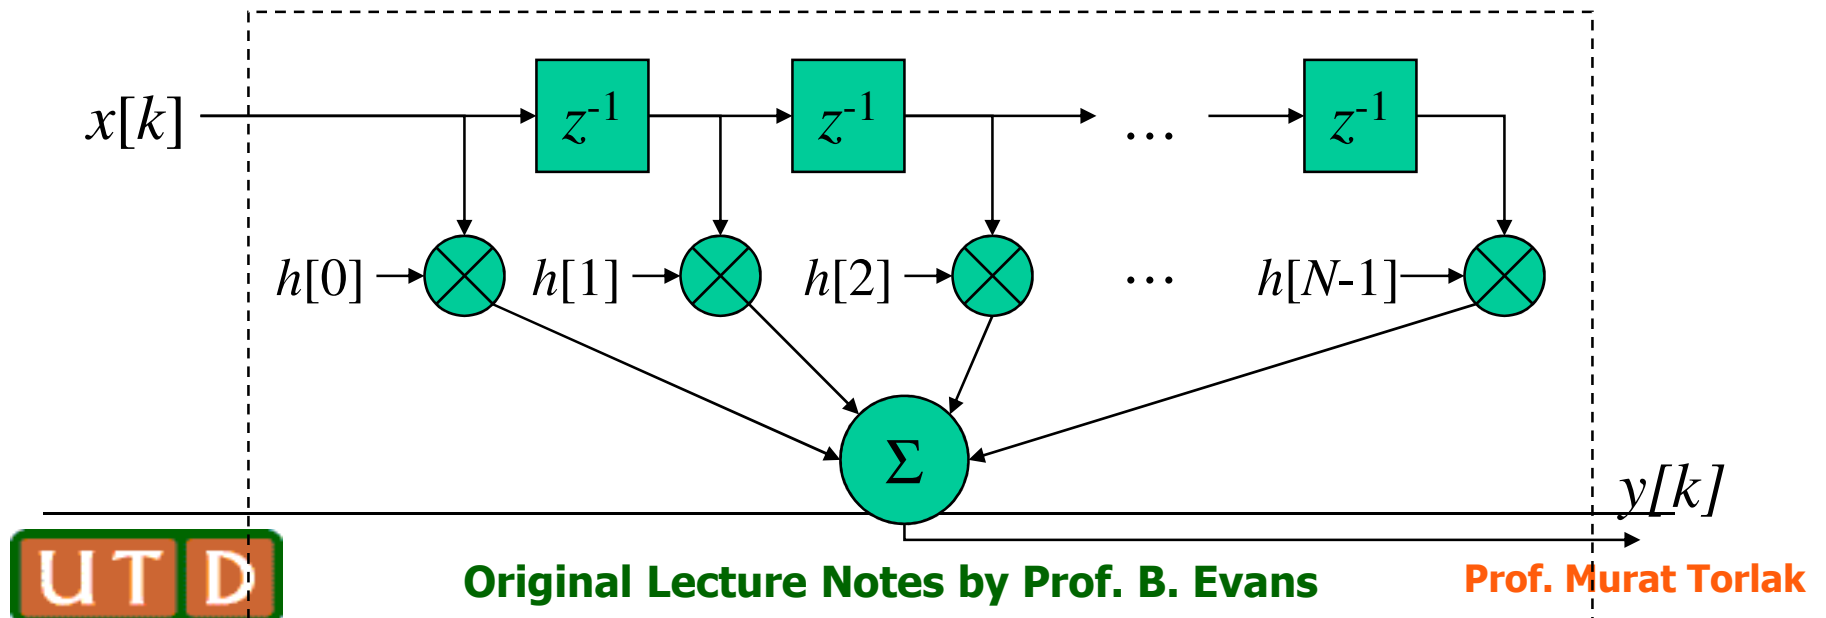 x[k] z⁻¹ z⁻¹ … z⁻¹
h[0] h[1] h[2] … h[N-1]
Σ
y[k]
UTD Original Lecture Notes by Prof. B. Evans Prof. Murat Torlak